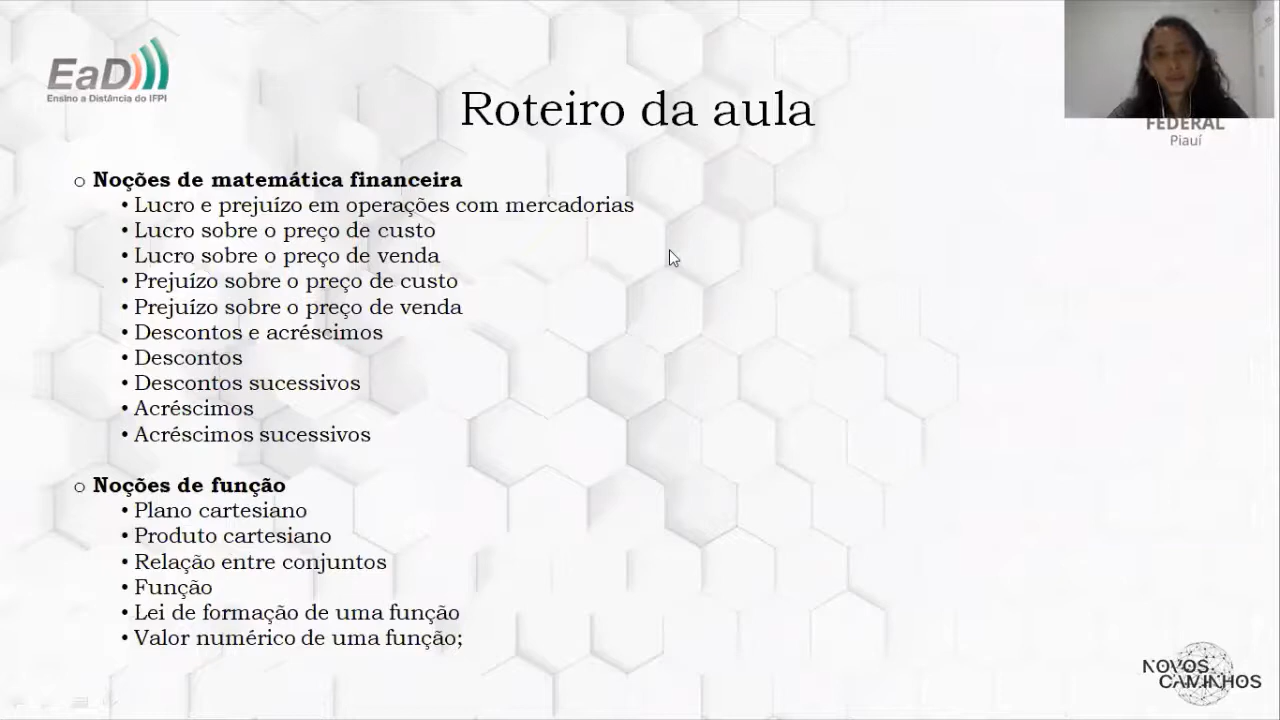 EaD
Ensino a Distância do IFPI
Roteiro da aula
FEDERAL
Piauí
Noções de matemática financeira
• Lucro e prejuízo em operações com mercadorias
• Lucro sobre o preço de custo
• Lucro sobre o preço de venda
• Prejuízo sobre o preço de custo
• Prejuízo sobre o preço de venda
• Descontos e acréscimos
• Descontos
• Descontos sucessivos
• Acréscimos
• Acréscimos sucessivos
Noções de função
• Plano cartesiano
• Produto cartesiano
• Relação entre conjuntos
• Função
• Lei de formação de uma função
• Valor numérico de uma função;
NOVOS
CAMINHOS